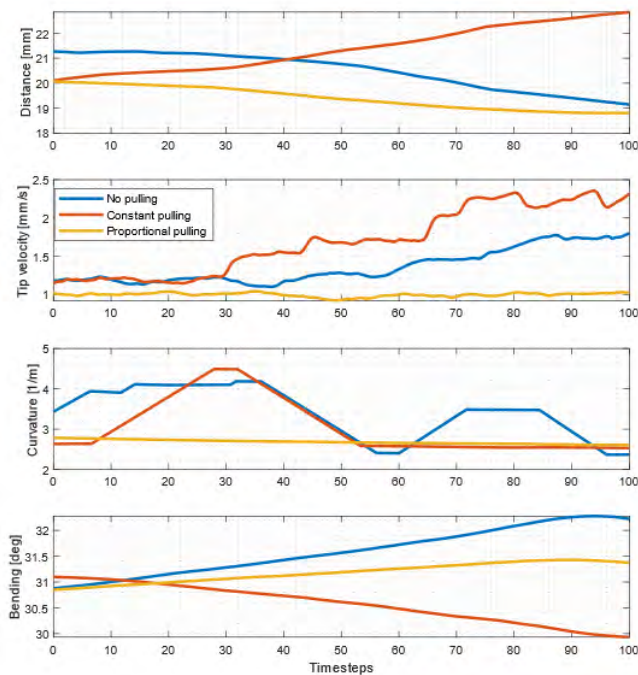 Distance [mm]
22
21
20
19
18
0 10 20 30 40 50 60 70 80 90 100
Tip velocity[mm/s]
2.5
2
1.5
1
No pulling
Constant pulling
Proportional pulling
0 10 20 30 40 50 60 70 80 90 100
Curvature [1/m]
5
4
3
2
0 10 20 30 40 50 60 70 80 90 100
Bending [deg]
32
31.5
31
30.5
30
0 10 20 30 40 50 60 70 80 90 100
Timesteps